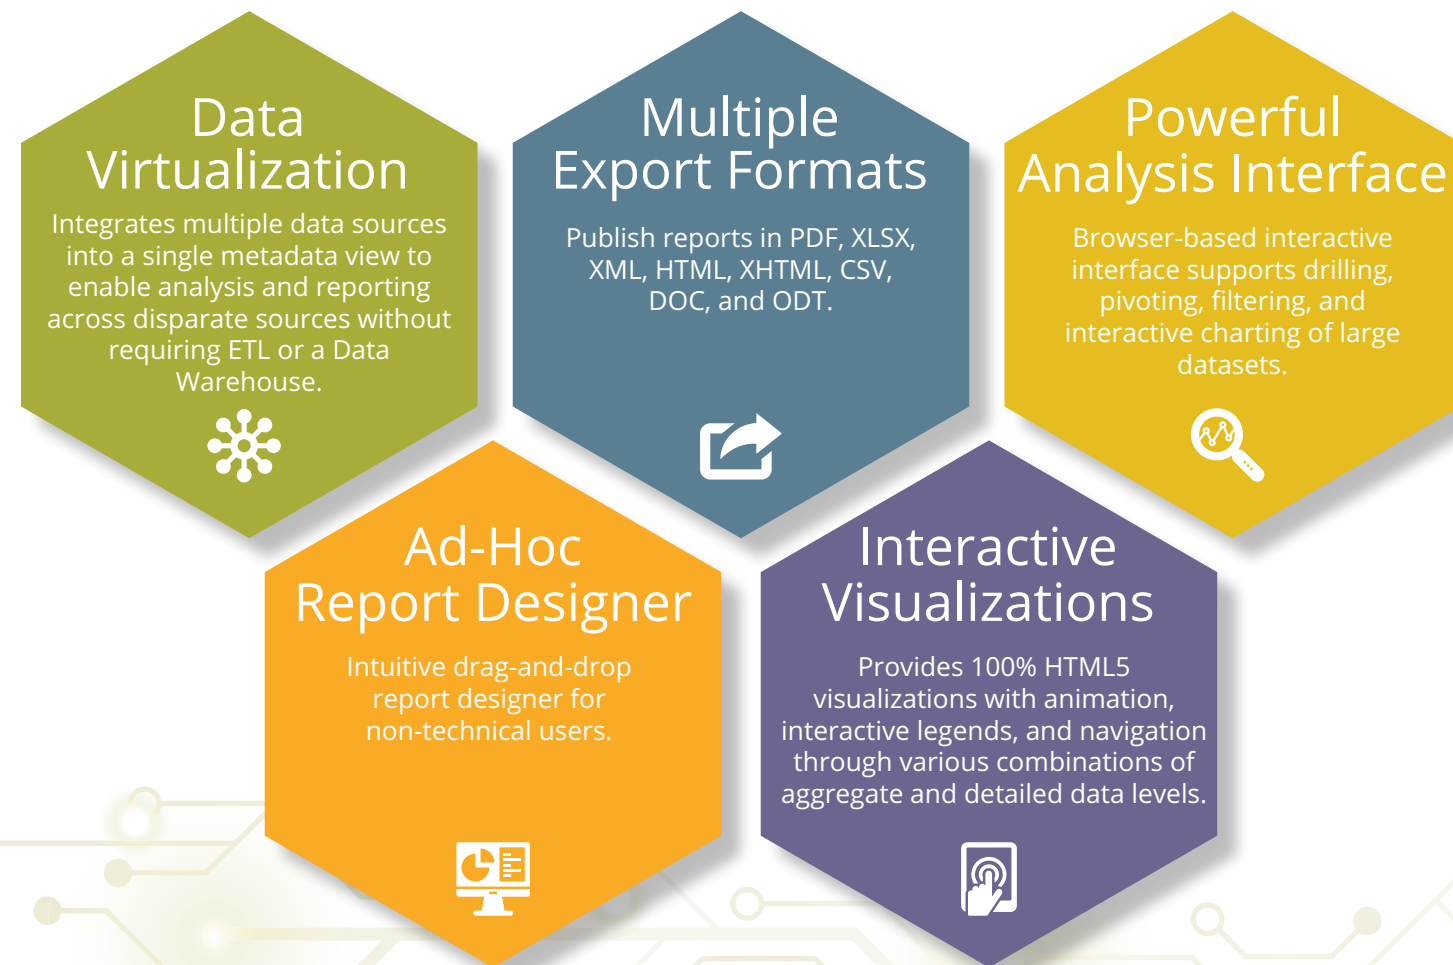 Data
Virtualization
Integrates multiple data sources
into a single metadata view to
enable analysis and reporting
across disparate sources without
requiring ETL or a Data
Warehouse.
Multiple
Export Formats
Publish reports in PDF, XLSX,
XML, HTML, XHTML, CSV,
DOC, and ODT.
Powerful
Analysis Interface
Browser-based interactive
interface supports drilling,
pivoting, filtering, and
interactive charting of large
datasets.
Ad-Hoc
Report Designer
Intuitive drag-and-drop
report designer for
non-technical users.
Interactive
Visualizations
Provides 100% HTML5
visualizations with animation,
interactive legends, and navigation
through various combinations of
aggregate and detailed data levels.